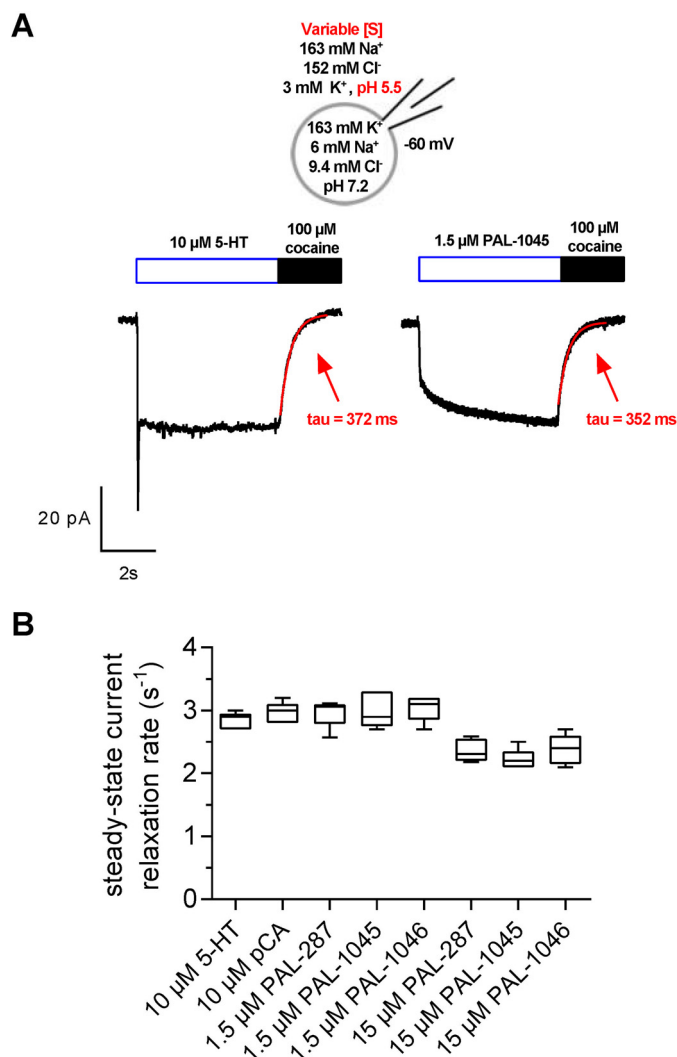 A
Variable [S]
163 mM Na⁺
152 mM Cl⁻
3 mM K⁺, pH 5.5
163 mM K⁺
6 mM Na⁺
9.4 mM Cl⁻
pH 7.2
-60 mV
10 µM 5-HT
100 µM
cocaine
1.5 µM PAL-1045
100 µM
cocaine
tau = 372 ms
tau = 352 ms
20 pA
2s
B
steady-state current
relaxation rate (s⁻¹)
4
3
2
1
0
10 µM 5-HT
10 µM pCA
1.5 µM PAL-287
1.5 µM PAL-1045
1.5 µM PAL-1046
15 µM PAL-287
15 µM PAL-1045
15 µM PAL-1046